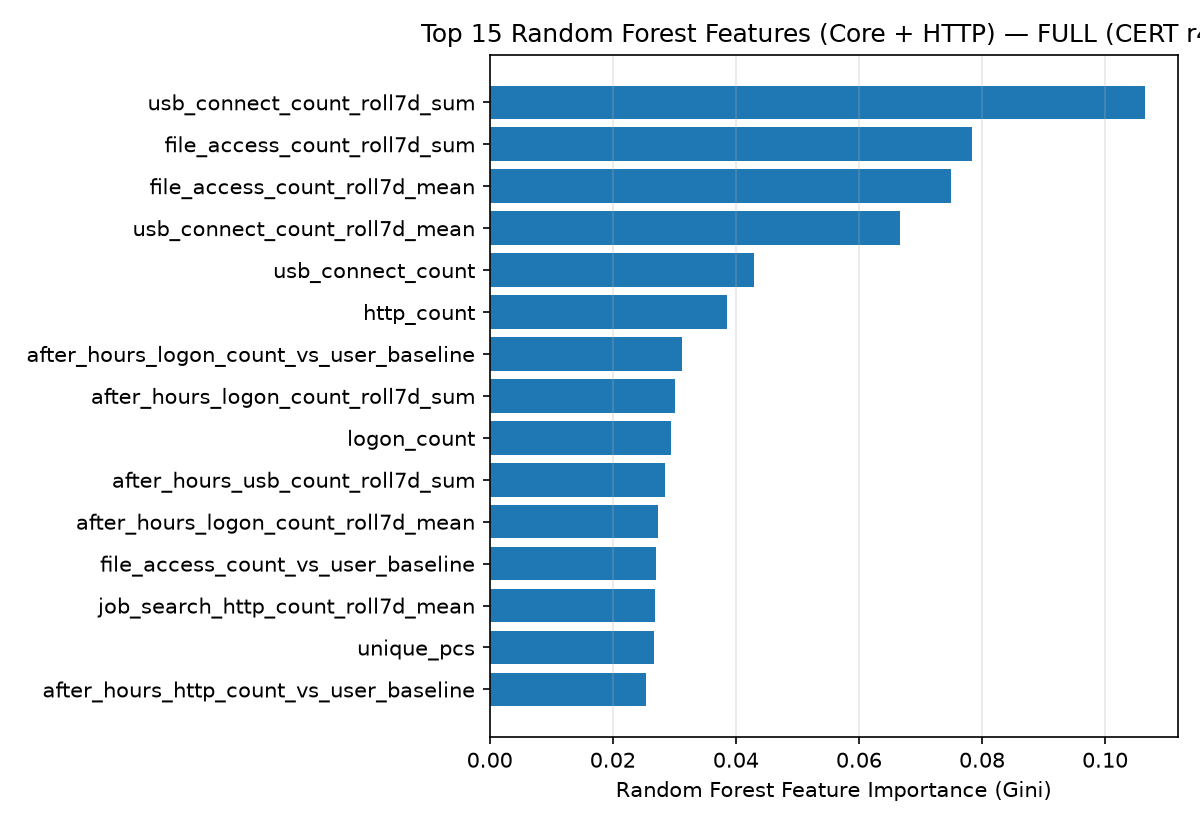 Top 15 Random Forest Features (Core + HTTP) — FULL (CERT
usb_connect_count_roll7d_sum
file_access_count_roll7d_sum
file_access_count_roll7d_mean
usb_connect_count_roll7d_mean
usb_connect_count
http_count
after_hours_logon_count_vs_user_baseline
after_hours_logon_count_roll7d_sum
logon_count
after_hours_usb_count_roll7d_sum
after_hours_logon_count_roll7d_mean
file_access_count_vs_user_baseline
job_search_http_count_roll7d_mean
unique_pcs
after_hours_http_count_vs_user_baseline
0.00 0.02 0.04 0.06 0.08 0.10
Random Forest Feature Importance (Gini)